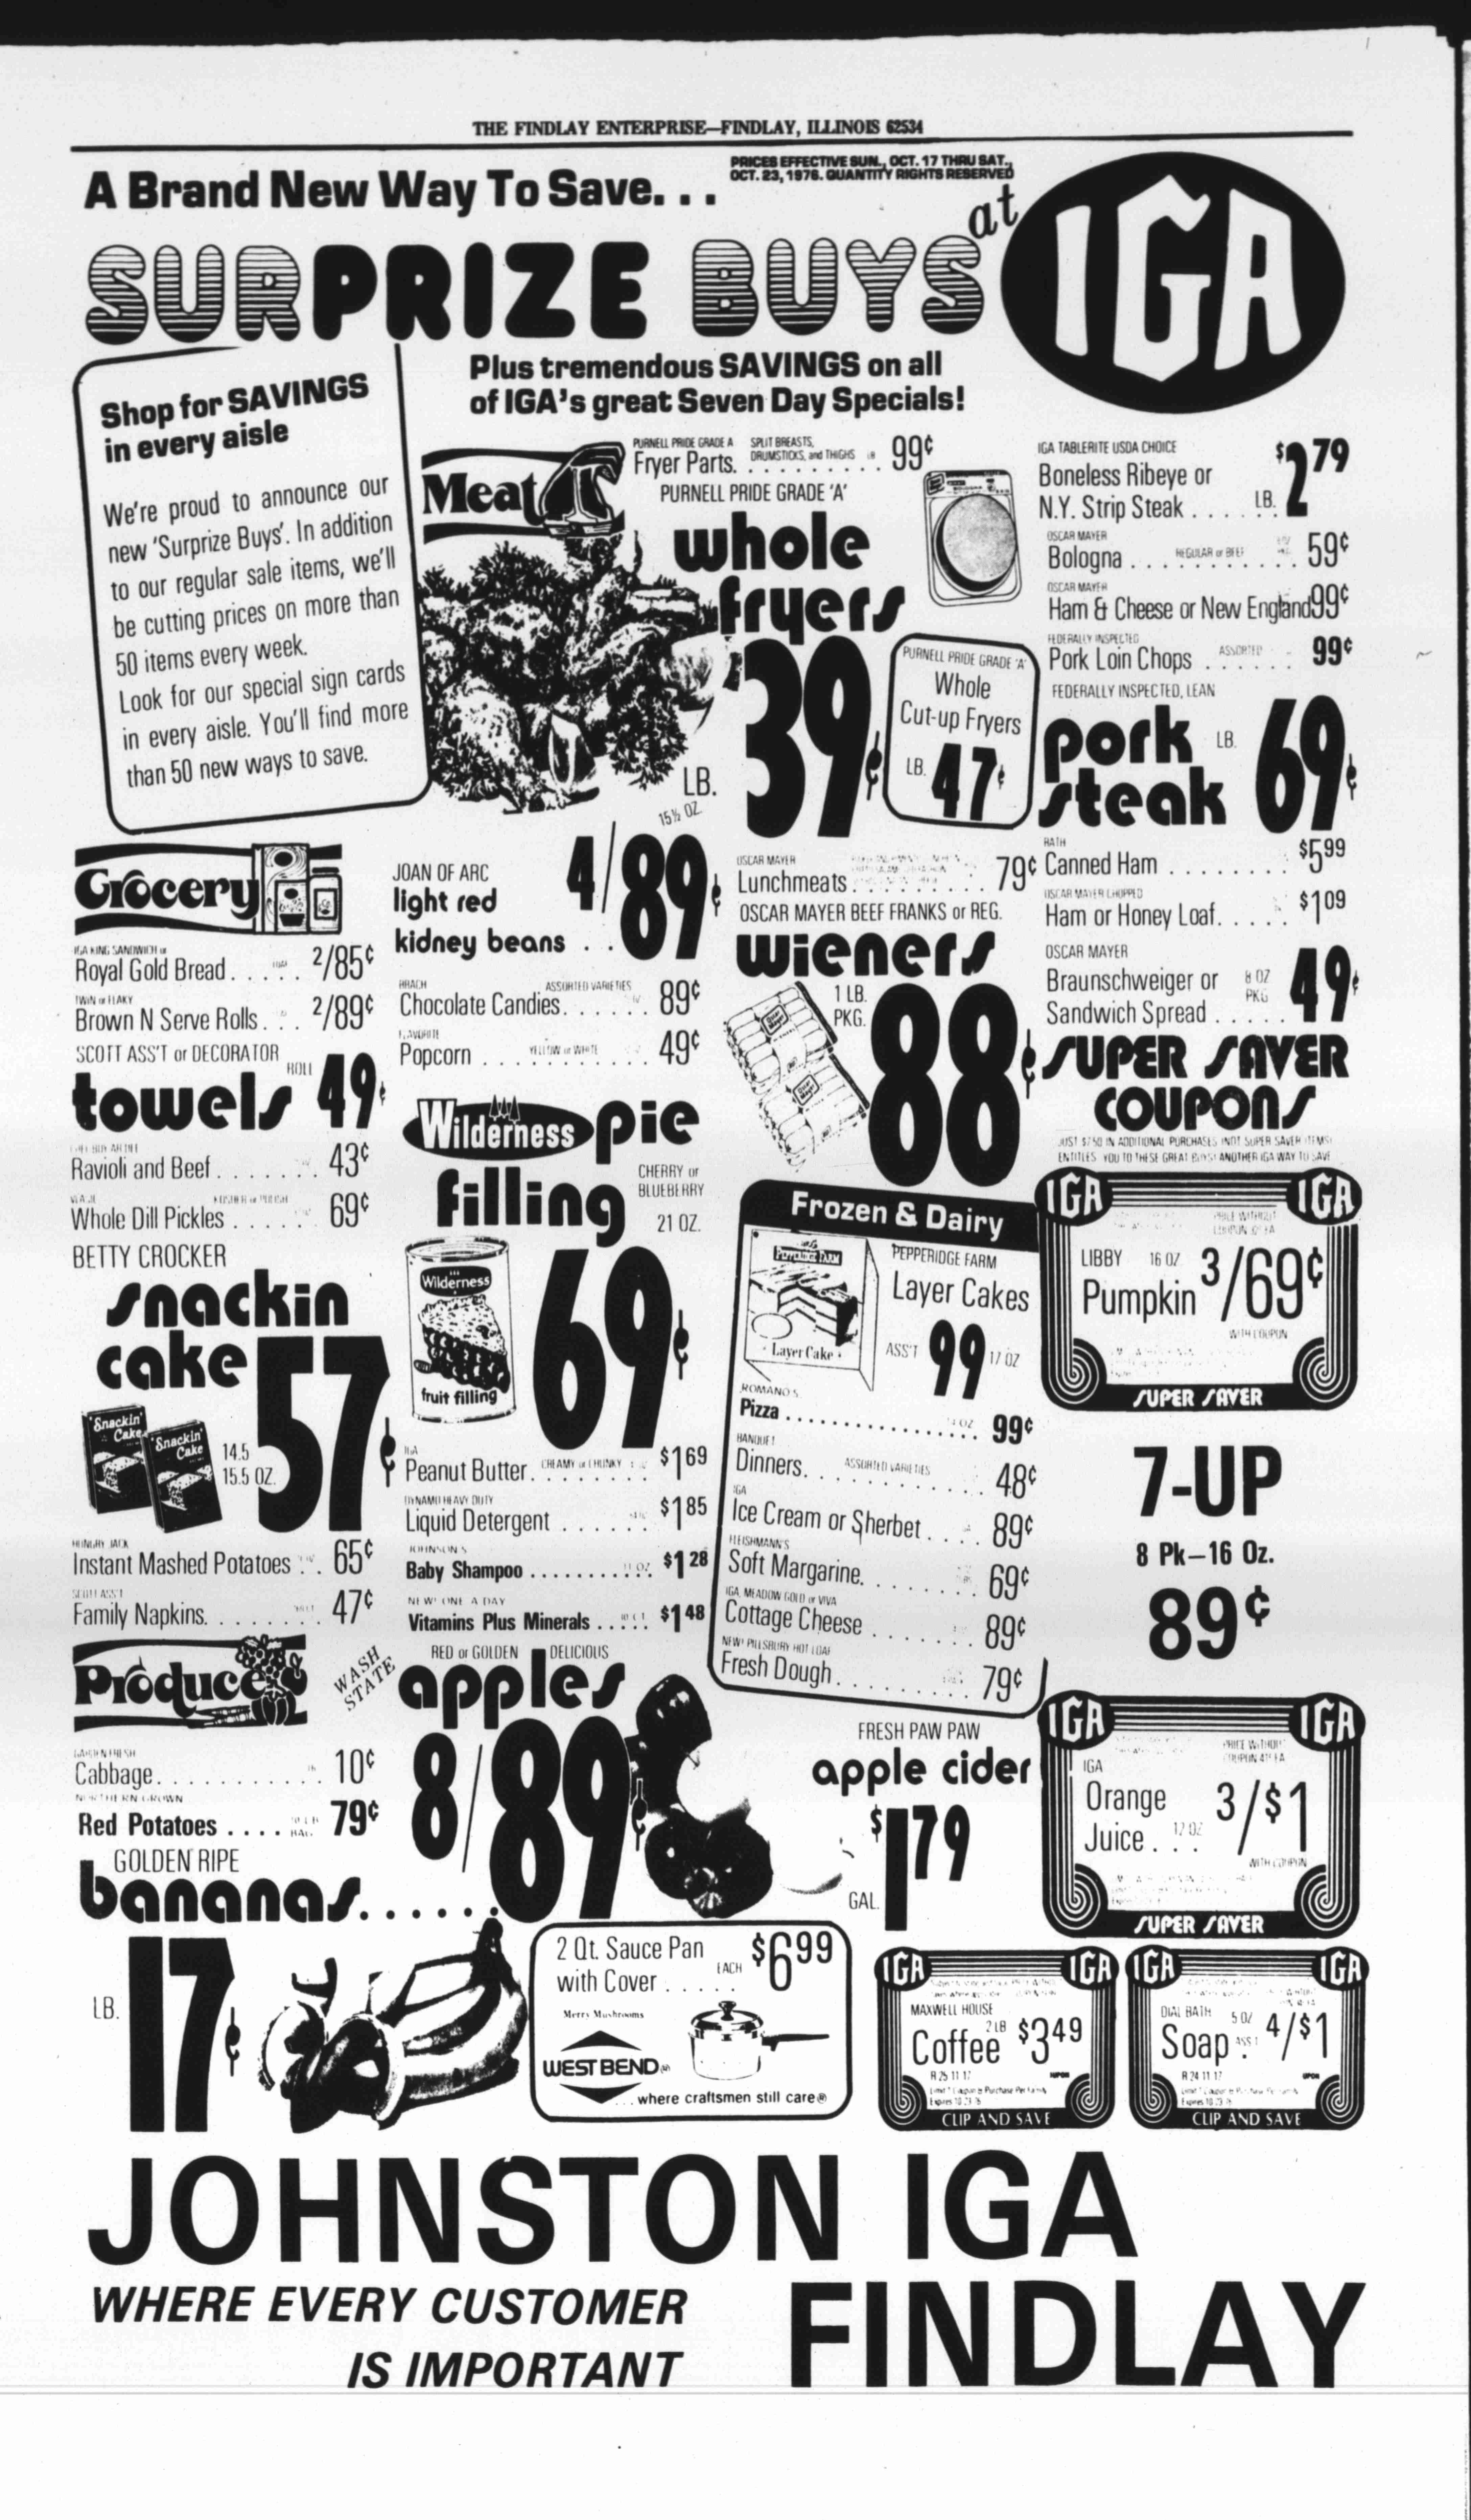 THE FINDLAY ENTERPRISE—FINDLAY, ILLINOIS 62534
A Brand New Way To Save. . .
PRICES EFFECTIVE SUN., OCT. 17 THRU SAT.,
OCT. 23, 1976. QUANTITY RIGHTS RESERVED
SURPRIZE BUYS at IGA
Plus tremendous SAVINGS on all
of IGA's great Seven Day Specials!
Shop for SAVINGS
in every aisle
We're proud to announce our
new 'Surprize Buys'. In addition
to our regular sale items, we'll
be cutting prices on more than
50 items every week.
Look for our special sign cards
in every aisle. You'll find more
than 50 new ways to save.
Meat
PURNELL PRIDE GRADE A SPLIT BREASTS,
Fryer Parts. DRUMSTICKS, and THIGHS LB 99¢
PURNELL PRIDE GRADE 'A'
whole
fryers
LB. 39¢
PURNELL PRIDE GRADE 'A'
Whole
Cut-up Fryers
LB. 47¢
IGA TABLERITE USDA CHOICE
Boneless Ribeye or
N.Y. Strip Steak . . . . LB. $2 79
OSCAR MAYER
Bologna . . . REGULAR or BEEF 59¢
OSCAR MAYER
Ham & Cheese or New England 99¢
FEDERALLY INSPECTED
Pork Loin Chops . ASSORTED . . 99¢
FEDERALLY INSPECTED, LEAN
pork
steak
LB. 69¢
RATH
Canned Ham . . . . . . . . $5 99
OSCAR MAYER CHOPPED
Ham or Honey Loaf. . . . . $1 09
OSCAR MAYER
Braunschweiger or 8 OZ
Sandwich Spread . . . . . PKG 49¢
OSCAR MAYER
Lunchmeats . . . . . . . . 79¢
OSCAR MAYER BEEF FRANKS or REG.
wieners
1 LB.
PKG. 88¢
Grocery
IGA KING SANDWICH or
Royal Gold Bread. . . . . 2/85¢
TWIN or FLAKY
Brown N Serve Rolls . . . 2/89¢
SCOTT ASS'T or DECORATOR
towels ROLL 49¢
Ravioli and Beef . . . . . . . 43¢
VLASIC KOSHER or POLISH
Whole Dill Pickles . . . . . . 69¢
BETTY CROCKER
snackin
cake
Snackin' Cake Snackin' Cake
14.5
15.5 OZ. 57¢
HUNGRY JACK
Instant Mashed Potatoes . . 65¢
SCOTT ASS'T
Family Napkins. . . . . . . . 47¢
15½ OZ.
JOAN OF ARC
light red
kidney beans . . 4/89¢
BRACH ASSORTED VARIETIES
Chocolate Candies. . . . . . 89¢
FLAVORITE
Popcorn . . . YELLOW or WHITE . . 49¢
Wilderness pie
filling
CHERRY or
BLUEBERRY
21 OZ.
Wilderness
fruit filling
69¢
IGA
Peanut Butter. CREAMY or CHUNKY $1 69
DYNAMO HEAVY DUTY
Liquid Detergent . . . . . . $1 85
JOHNSON'S
Baby Shampoo . . . . . . . 11 OZ. $1 28
NEW! ONE A DAY
Vitamins Plus Minerals . . . . . $1 48
Frozen & Dairy
PEPPERIDGE FARM
Layer Cake
PEPPERIDGE FARM
Layer Cakes
ASS'T 99 17 OZ
ROMANO'S
Pizza . . . . . . . . . . . . 99¢
BANQUET
Dinners. . . ASSORTED VARIETIES 48¢
IGA
Ice Cream or Sherbet. . . . 89¢
FLEISHMANN'S
Soft Margarine. . . . . . . . 69¢
IGA MEADOW GOLD or VIVA
Cottage Cheese . . . . . . . 89¢
NEW! PILLSBURY HOT LOAF
Fresh Dough. . . . . . . . . 79¢
SUPER SAVER
COUPONS
JUST $7.50 IN ADDITIONAL PURCHASES (NOT SUPER SAVER ITEMS)
ENTITLES YOU TO THESE GREAT BUYS! ANOTHER IGA WAY TO SAVE
IGA IGA
LIBBY 16 OZ
Pumpkin 3/69¢
WITH COUPON
SUPER SAVER
7-UP
8 Pk—16 Oz.
89¢
IGA IGA
IGA
Orange
Juice . . . 12 OZ 3/$1
WITH COUPON
SUPER SAVER
Produce
GARDEN FRESH
Cabbage. . . . . . . . . . . 10¢
NORTHERN GROWN
Red Potatoes . . . . BAG 79¢
GOLDEN RIPE
bananas. . . . . .
LB. 17¢
WASH
STATE
RED or GOLDEN DELICIOUS
apples
8/89¢
FRESH PAW PAW
apple cider
GAL. $1 79
2 Qt. Sauce Pan
with Cover . . . . . EACH $6 99
Merry Mushrooms
WEST BEND
. . . where craftsmen still care®
IGA IGA
MAXWELL HOUSE
Coffee 2 LB $3 49
R 25 11 17
CLIP AND SAVE
IGA IGA
DIAL BATH 5 OZ
Soap . ASS'T 4/$1
R 24 11 17
CLIP AND SAVE
JOHNSTON IGA
WHERE EVERY CUSTOMER
IS IMPORTANT
FINDLAY